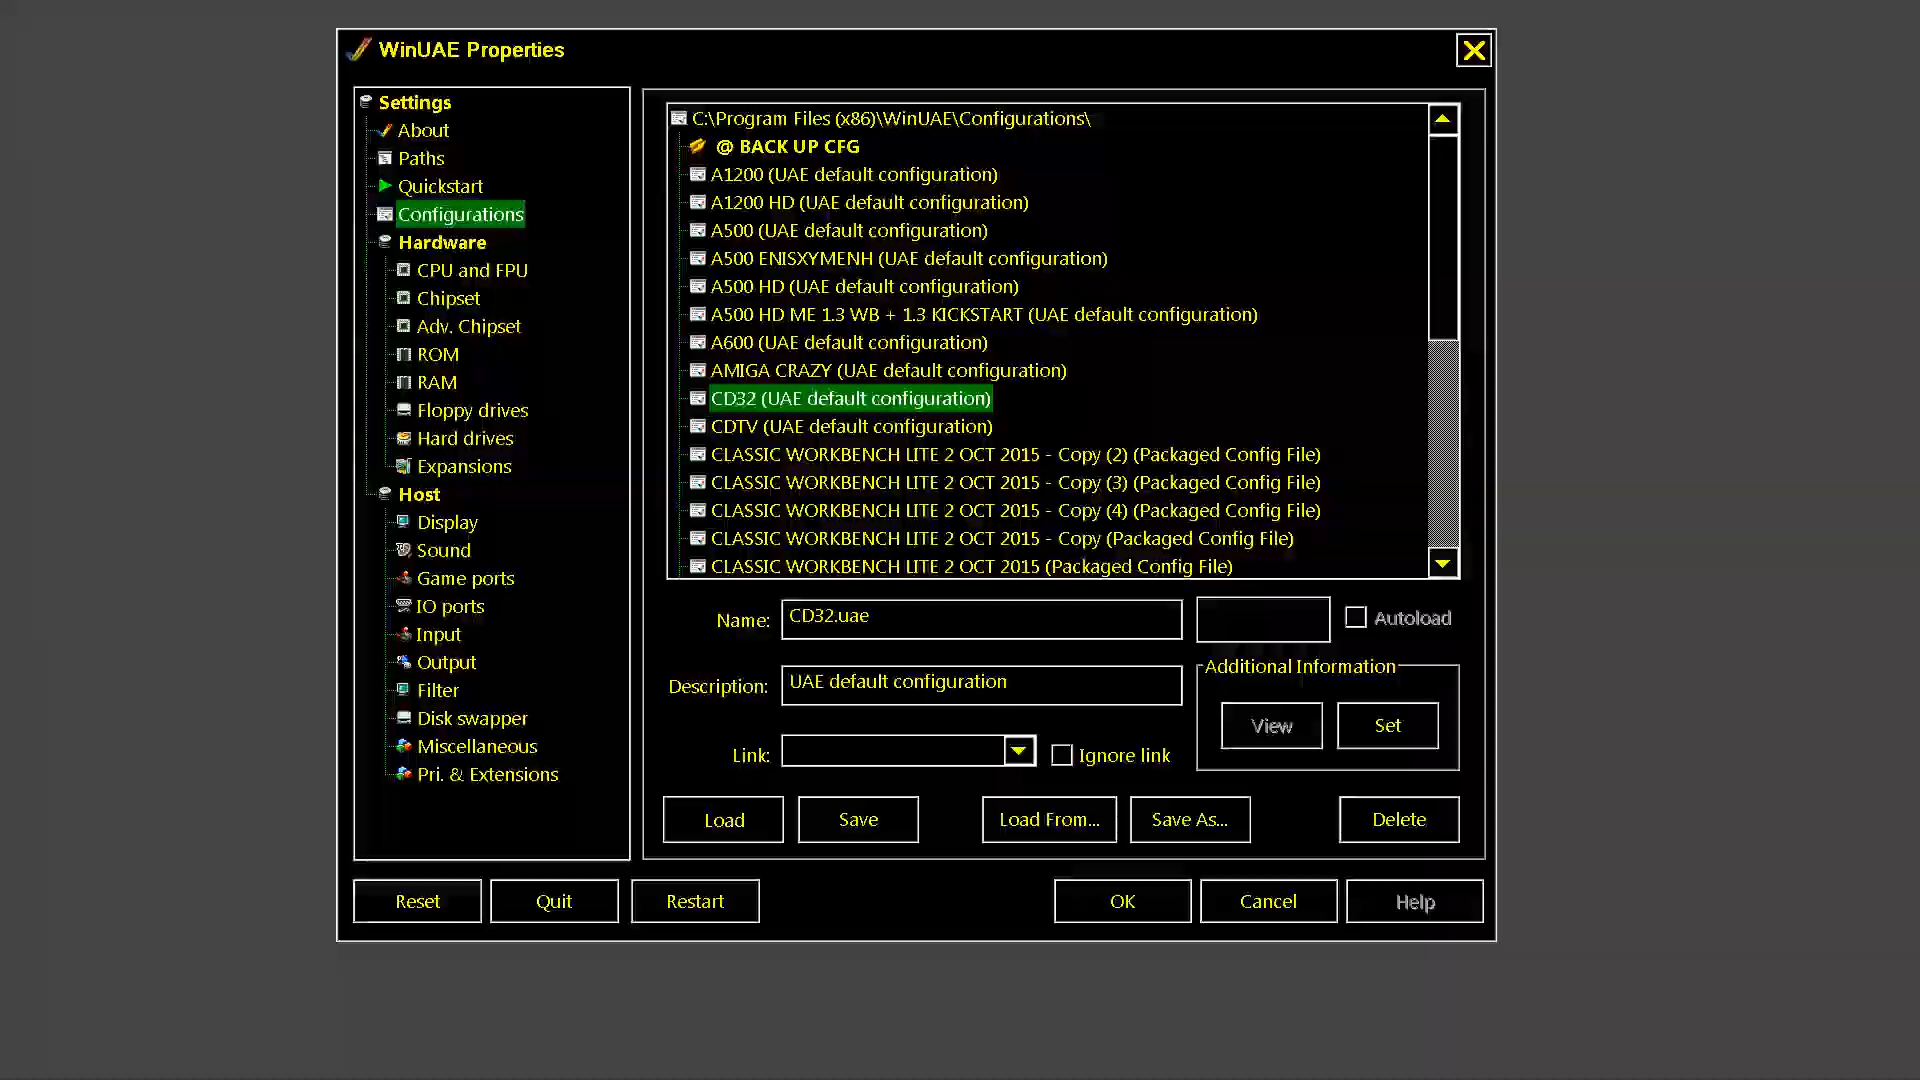 WinUAE Properties
Settings
About
Paths
Quickstart
Configurations
Hardware
CPU and FPU
Chipset
Adv. Chipset
ROM
RAM
Floppy drives
Hard drives
Expansions
Host
Display
Sound
Game ports
IO ports
Input
Output
Filter
Disk swapper
Miscellaneous
Pri. & Extensions
C:\Program Files (x86)\WinUAE\Configurations\
@ BACK UP CFG
A1200 (UAE default configuration)
A1200 HD (UAE default configuration)
A500 (UAE default configuration)
A500 ENISXYMENH (UAE default configuration)
A500 HD (UAE default configuration)
A500 HD ME 1.3 WB + 1.3 KICKSTART (UAE default configuration)
A600 (UAE default configuration)
AMIGA CRAZY (UAE default configuration)
CD32 (UAE default configuration)
CDTV (UAE default configuration)
CLASSIC WORKBENCH LITE 2 OCT 2015 - Copy (2) (Packaged Config File)
CLASSIC WORKBENCH LITE 2 OCT 2015 - Copy (3) (Packaged Config File)
CLASSIC WORKBENCH LITE 2 OCT 2015 - Copy (4) (Packaged Config File)
CLASSIC WORKBENCH LITE 2 OCT 2015 - Copy (Packaged Config File)
CLASSIC WORKBENCH LITE 2 OCT 2015 (Packaged Config File)
Name: CD32.uae
Autoload
Description: UAE default configuration
Additional Information
View Set
Link:
Ignore link
Load Save Load From... Save As... Delete
Reset Quit Restart OK Cancel Help